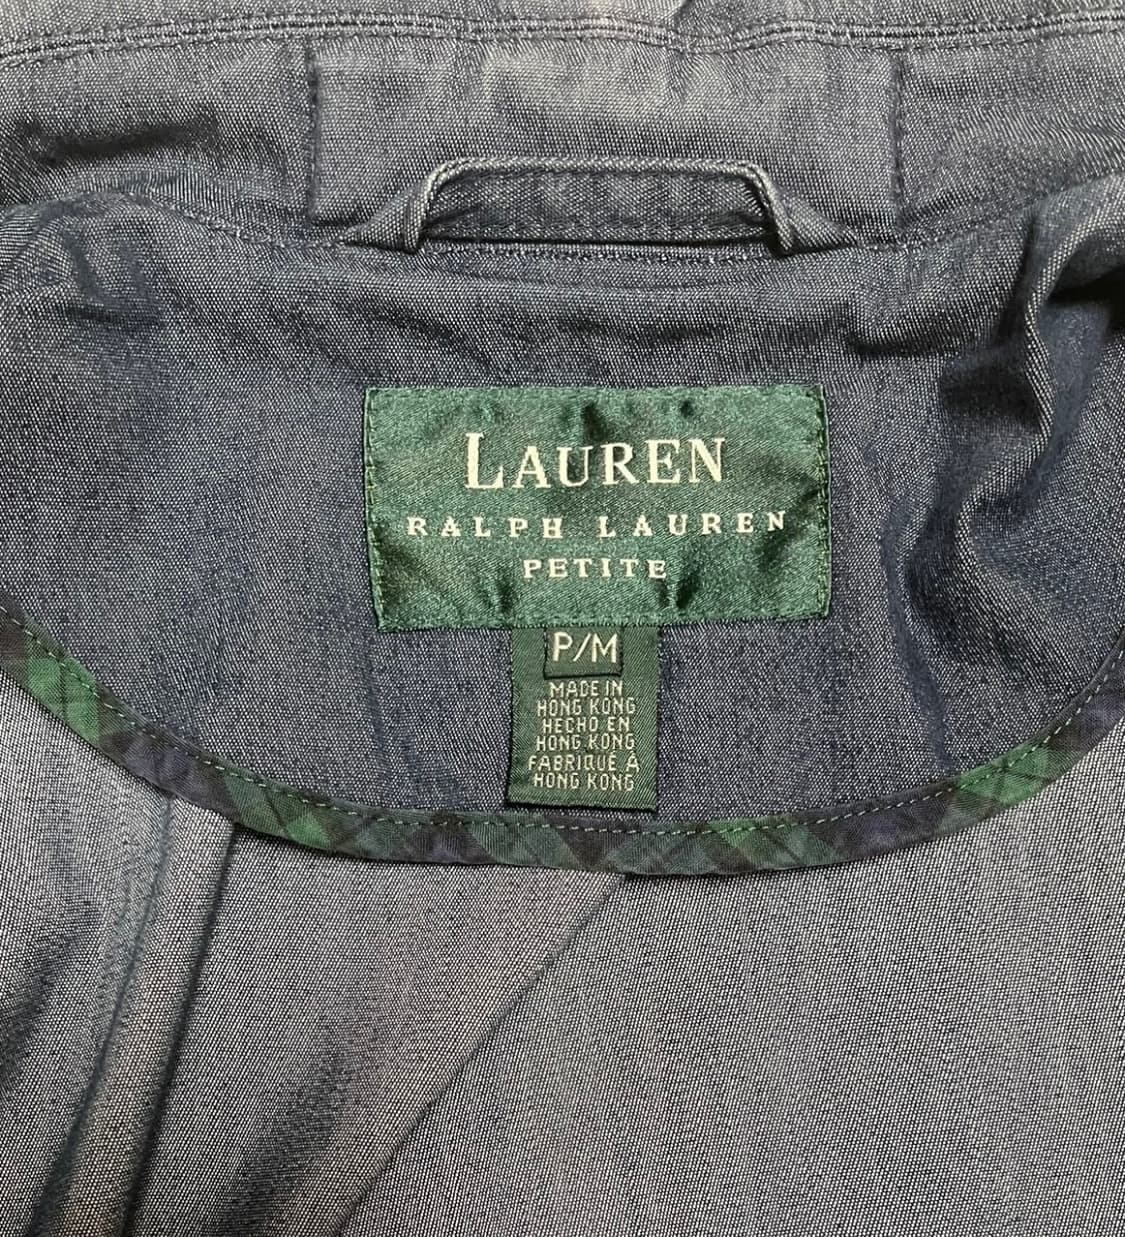 LAUREN
RALPH LAUREN
PETITE
P/M
MADE IN
HONG KONG
HECHO EN
HONG KONG
FABRIQUÉ À
HONG KONG